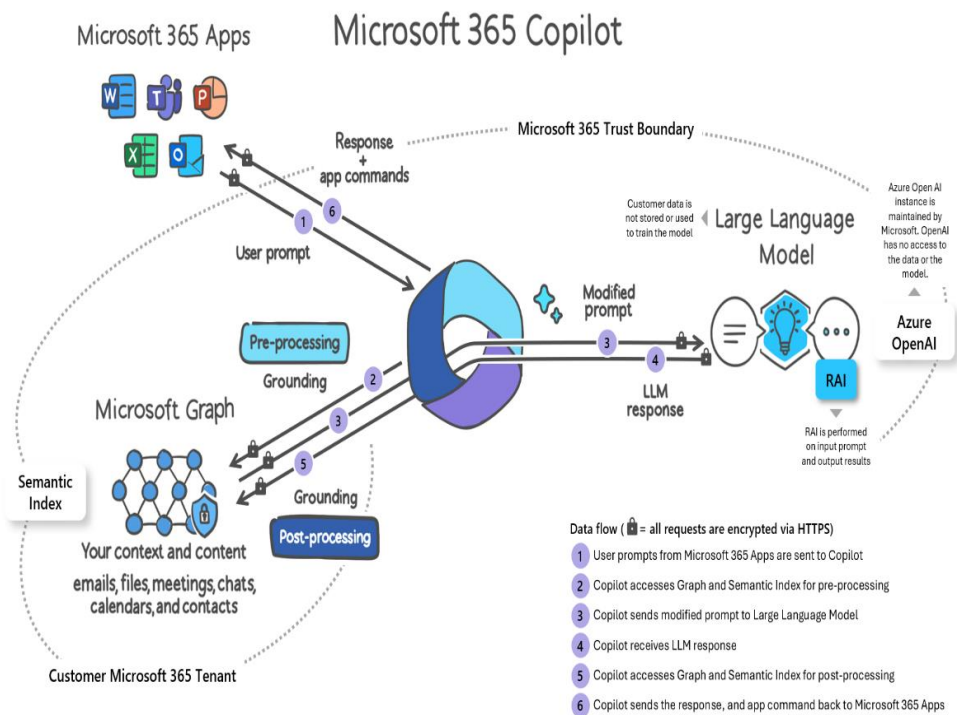 Microsoft 365 Apps
Microsoft 365 Copilot
W
T
P
X
O
Microsoft 365 Trust Boundary
Response
+
app commands
6
1
User prompt
Customer data is
not stored or used
to train the model
Large Language
Model
Azure Open AI
instance is
maintained by
Microsoft. OpenAI
has no access to
the data or the
model.
Azure
OpenAI
Modified
prompt
3
4
LLM
response
RAI
RAI is performed
on input prompt
and output results
Pre-processing
Grounding
2
3
5
Microsoft Graph
Semantic
Index
Grounding
Post-processing
Your context and content
emails, files, meetings, chats,
calendars, and contacts
Customer Microsoft 365 Tenant
Data flow ( = all requests are encrypted via HTTPS)
1 User prompts from Microsoft 365 Apps are sent to Copilot
2 Copilot accesses Graph and Semantic Index for pre-processing
3 Copilot sends modified prompt to Large Language Model
4 Copilot receives LLM response
5 Copilot accesses Graph and Semantic Index for post-processing
6 Copilot sends the response, and app command back to Microsoft 365 Apps